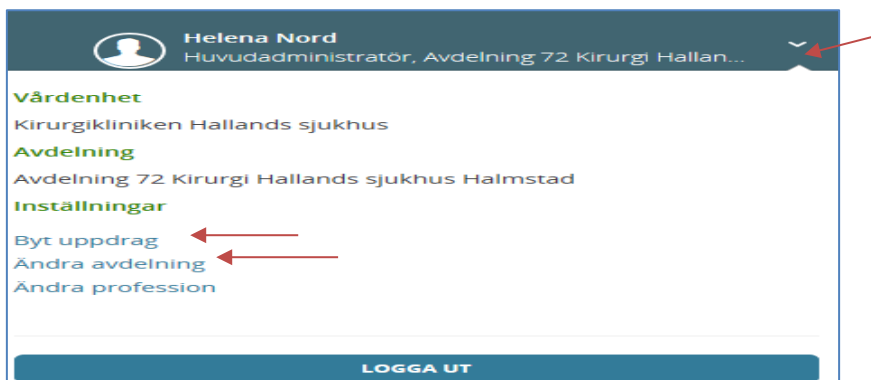 Helena Nord
Huvudadministratör, Avdelning 72 Kirurgi Hallan...
Vårdenhet
Kirurgikliniken Hallands sjukhus
Avdelning
Avdelning 72 Kirurgi Hallands sjukhus Halmstad
Inställningar
Byt uppdrag
Ändra avdelning
Ändra profession
LOGGA UT